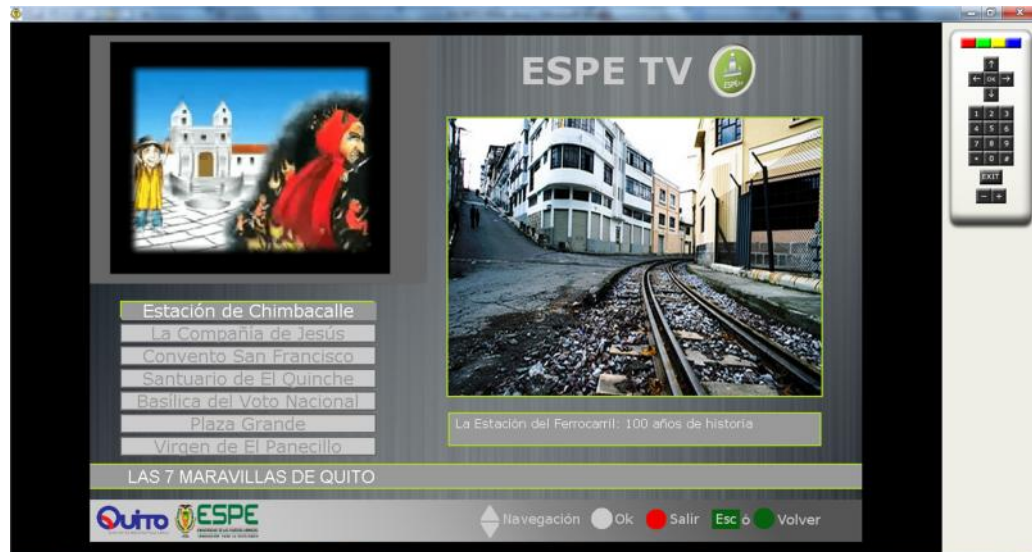 ESPE TV
Estación de Chimbacalle
La Compañía de Jesús
Convento San Francisco
Santuario de El Quinche
Basílica del Voto Nacional
Plaza Grande
Virgen de El Panecillo
La Estación del Ferrocarril: 100 años de historia
LAS 7 MARAVILLAS DE QUITO
Quito ESPE
Navegación Ok Salir Esc ó Volver
OK
1 2 3
4 5 6
7 8 9
* 0 #
EXIT
- +